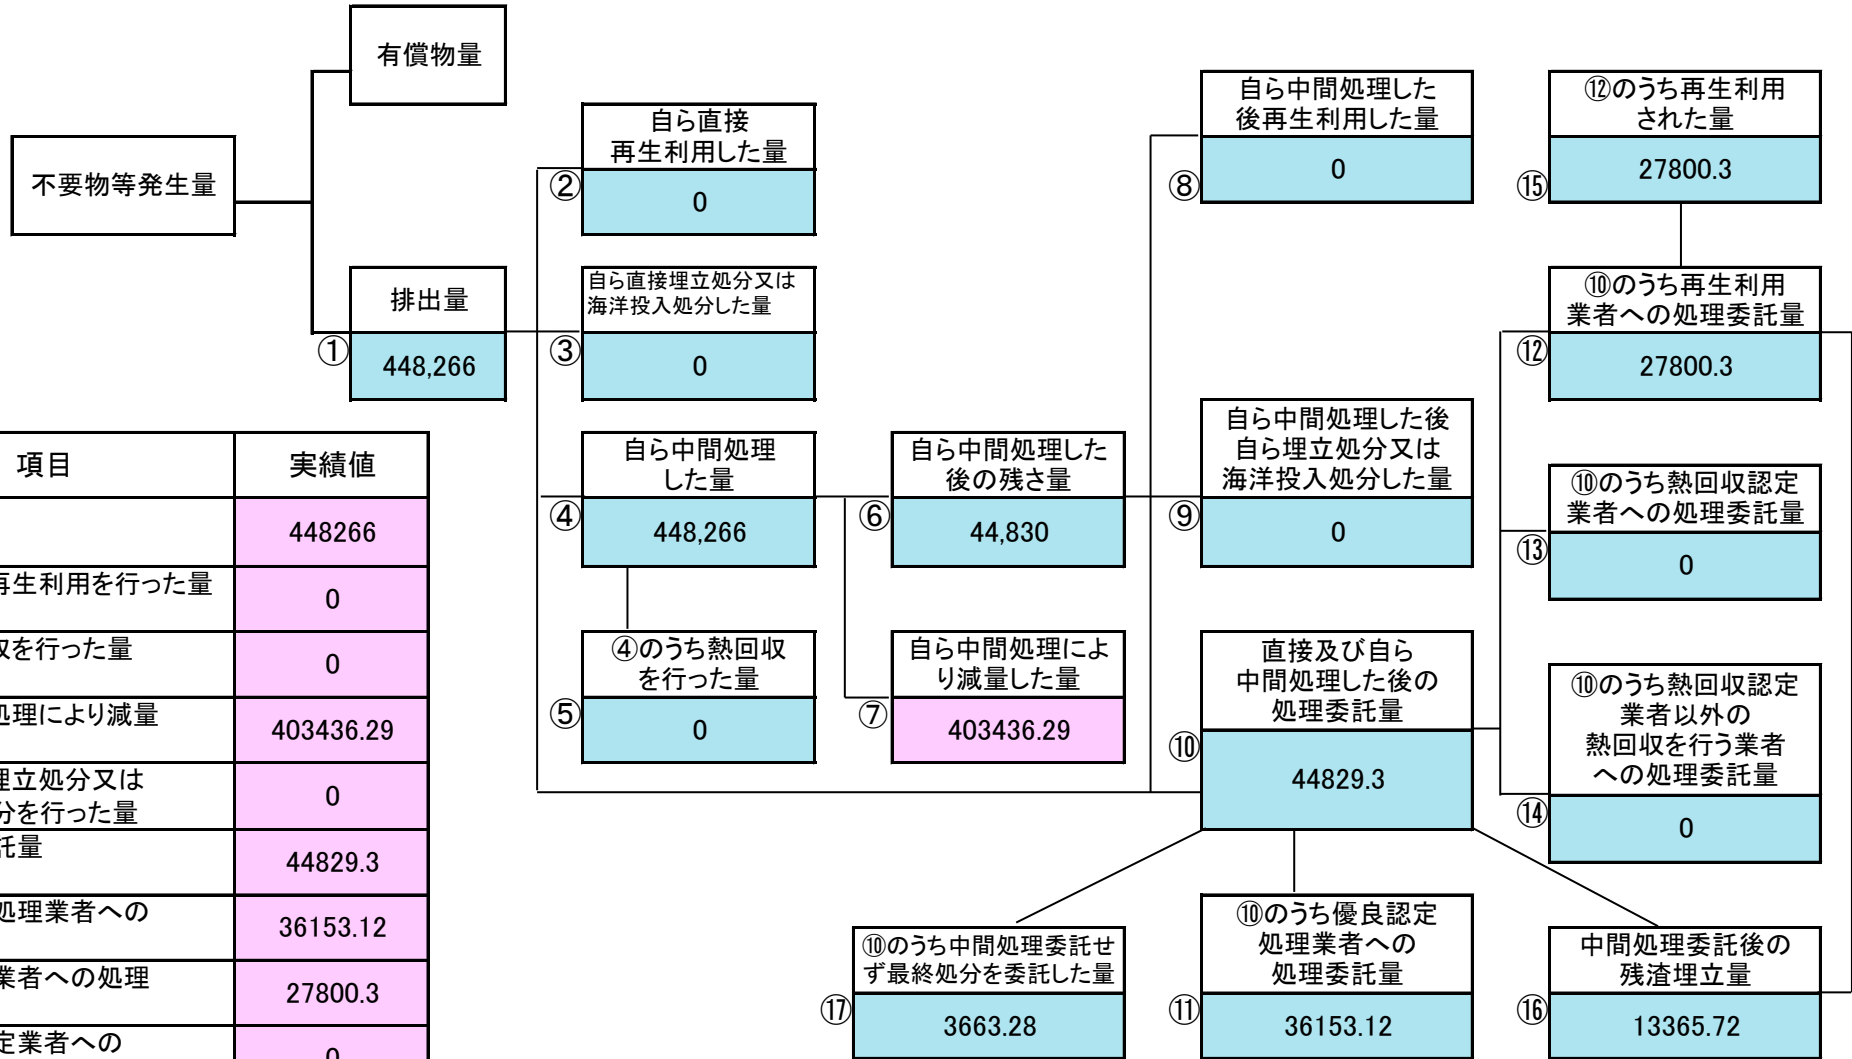 有償物量
不要物等発生量
排出量
①
448,266
自ら直接
再生利用した量
②
0
自ら直接埋立処分又は
海洋投入処分した量
③
0
自ら中間処理
した量
④
448,266
④のうち熱回収
を行った量
⑤
0
自ら中間処理した
後の残さ量
⑥
44,830
自ら中間処理によ
り減量した量
⑦
403436.29
自ら中間処理した
後再生利用した量
⑧
0
自ら中間処理した後
自ら埋立処分又は
海洋投入処分した量
⑨
0
直接及び自ら
中間処理した後の
処理委託量
⑩
44829.3
⑫のうち再生利用
された量
⑮
27800.3
⑩のうち再生利用
業者への処理委託量
⑫
27800.3
⑩のうち熱回収認定
業者への処理委託量
⑬
0
⑩のうち熱回収認定
業者以外の
熱回収を行う業者
への処理委託量
⑭
0
⑩のうち中間処理委託せ
ず最終処分を委託した量
⑰
3663.28
⑩のうち優良認定
処理業者への
処理委託量
⑪
36153.12
中間処理委託後の
残渣埋立量
⑯
13365.72
項目 実績値
448266
再生利用を行った量
0
を行った量
0
処理により減量
403436.29
埋立処分又は
分を行った量
0
託量
44829.3
処理業者への
36153.12
業者への処理
27800.3
定業者への
0